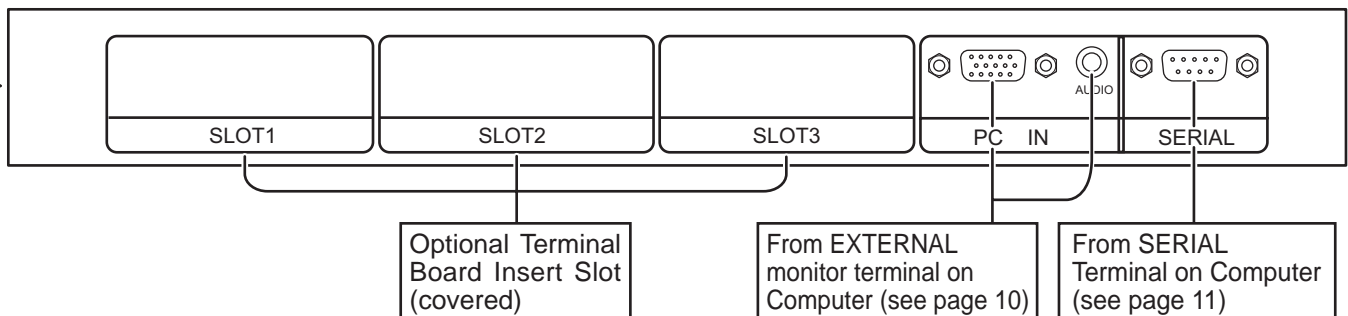 AUDIO
SLOT1 SLOT2 SLOT3 PC IN SERIAL
Optional Terminal
Board Insert Slot
(covered)
From EXTERNAL
monitor terminal on
Computer (see page 10)
From SERIAL
Terminal on Computer
(see page 11)